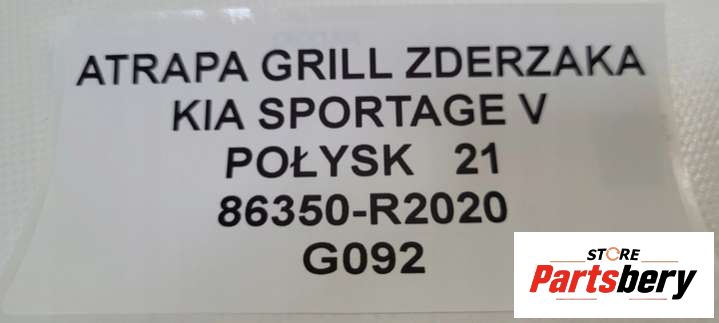 ATRAPA GRILL ZDERZAKA
KIA SPORTAGE V
POŁYSK 21
86350-R2020
G092
STORE
Partsbery